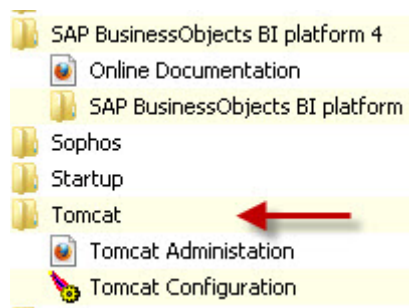 SAP BusinessObjects BI platform 4
Online Documentation
SAP BusinessObjects BI platform
Sophos
Startup
Tomcat
Tomcat Administation
Tomcat Configuration